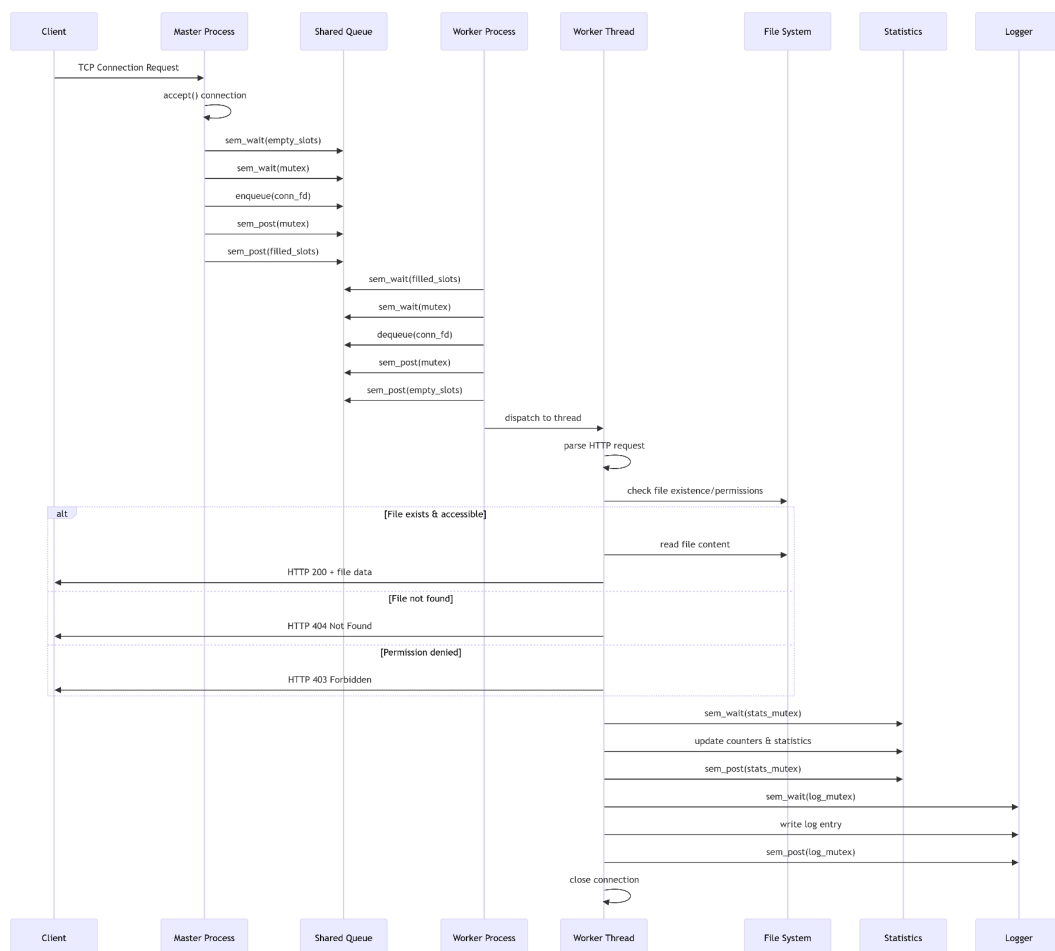 Client
Master Process
Shared Queue
Worker Process
Worker Thread
File System
Statistics
Logger
TCP Connection Request
accept() connection
sem_wait(empty_slots)
sem_wait(mutex)
enqueue(conn_fd)
sem_post(mutex)
sem_post(filled_slots)
sem_wait(filled_slots)
sem_wait(mutex)
dequeue(conn_fd)
sem_post(mutex)
sem_post(empty_slots)
dispatch to thread
parse HTTP request
check file existence/permissions
alt
[File exists & accessible]
read file content
HTTP 200 + file data
[File not found]
HTTP 404 Not Found
[Permission denied]
HTTP 403 Forbidden
sem_wait(stats_mutex)
update counters & statistics
sem_post(stats_mutex)
sem_wait(log_mutex)
write log entry
sem_post(log_mutex)
close connection
Client
Master Process
Shared Queue
Worker Process
Worker Thread
File System
Statistics
Logger